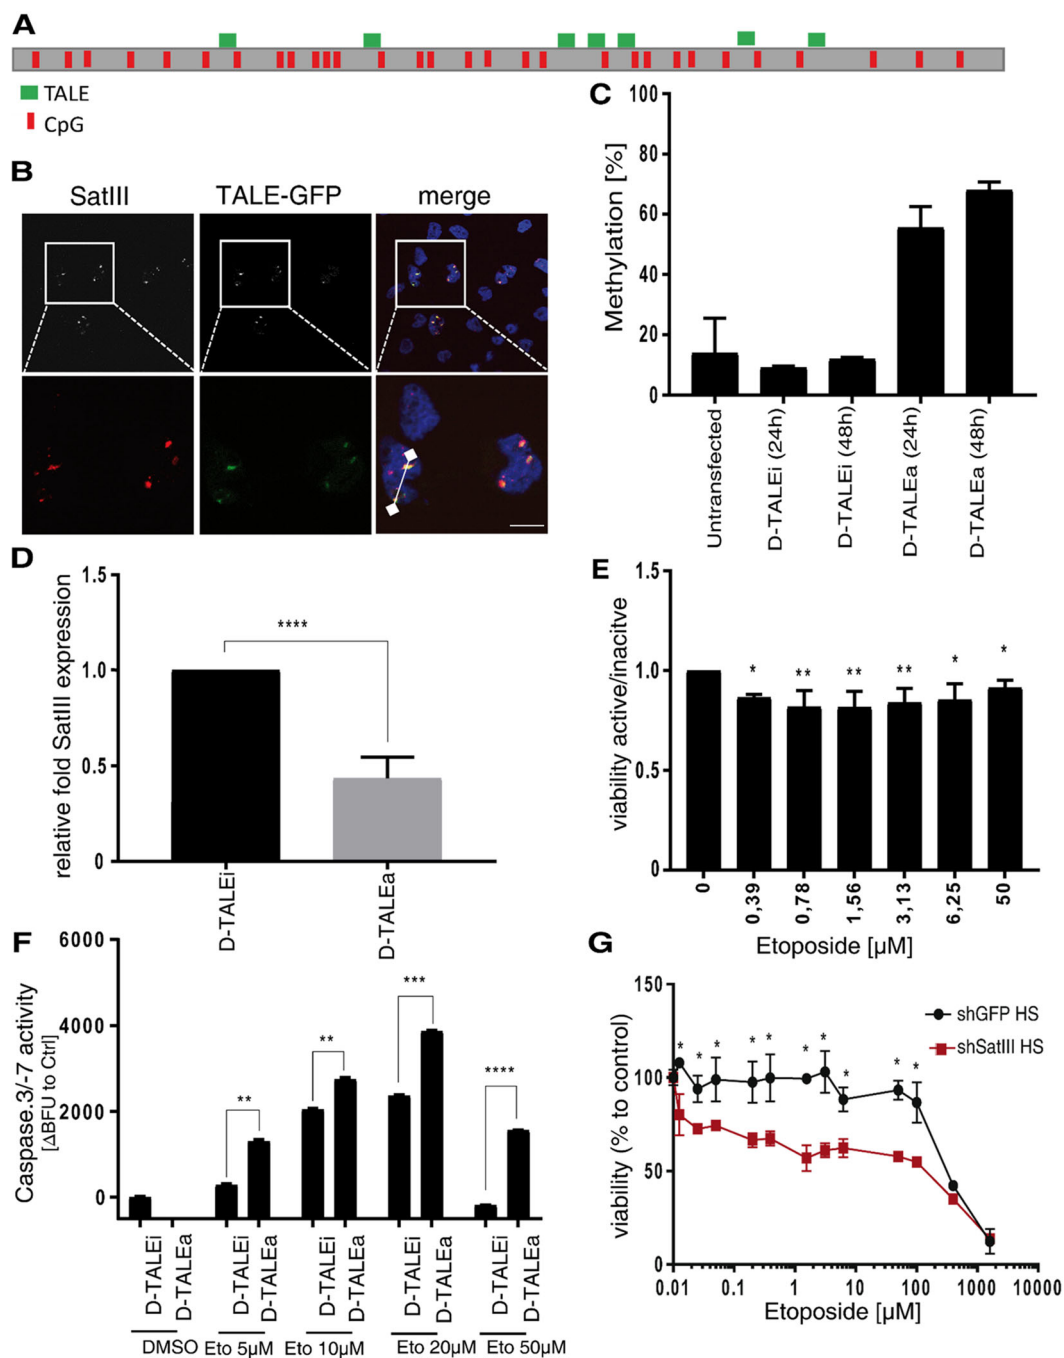 A
TALE
CpG
B
SatIII
TALE-GFP
merge
C
Methylation [%]
100
80
60
40
20
0
Untransfected
D-TALEi (24h)
D-TALEi (48h)
D-TALEa (24h)
D-TALEa (48h)
D
relative fold SatIII expression
1.5
1.0
0.5
0
****
D-TALEi
D-TALEa
E
viability active/inacitve
1.5
1.0
0.5
0
*
**
**
**
*
*
0
0,39
0,78
1,56
3,13
6,25
50
Etoposide [µM]
F
Caspase.3/-7 activity
[ΔBFU to Ctrl]
6000
4000
2000
0
**
**
***
****
D-TALEi
D-TALEa
D-TALEi
D-TALEa
D-TALEi
D-TALEa
D-TALEi
D-TALEa
D-TALEi
D-TALEa
DMSO
Eto 5µM
Eto 10µM
Eto 20µM
Eto 50µM
G
viability (% to control)
150
100
50
0
* * * * * * * * * *
shGFP HS
shSatIII HS
0.01
0.1
1
10
100
1000
10000
Etoposide [µM]